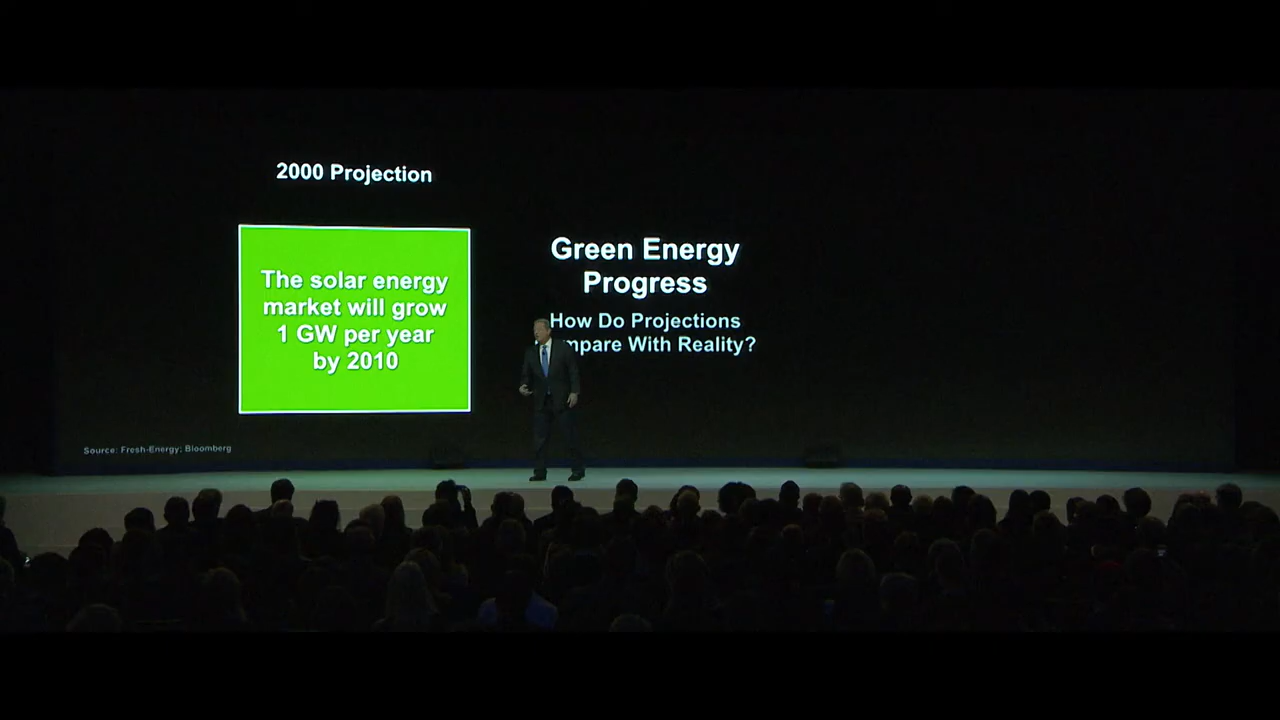 2000 Projection
The solar energy
market will grow
1 GW per year
by 2010
Green Energy
Progress
How Do Projections
mpare With Reality?
Source: Fresh-Energy; Bloomberg